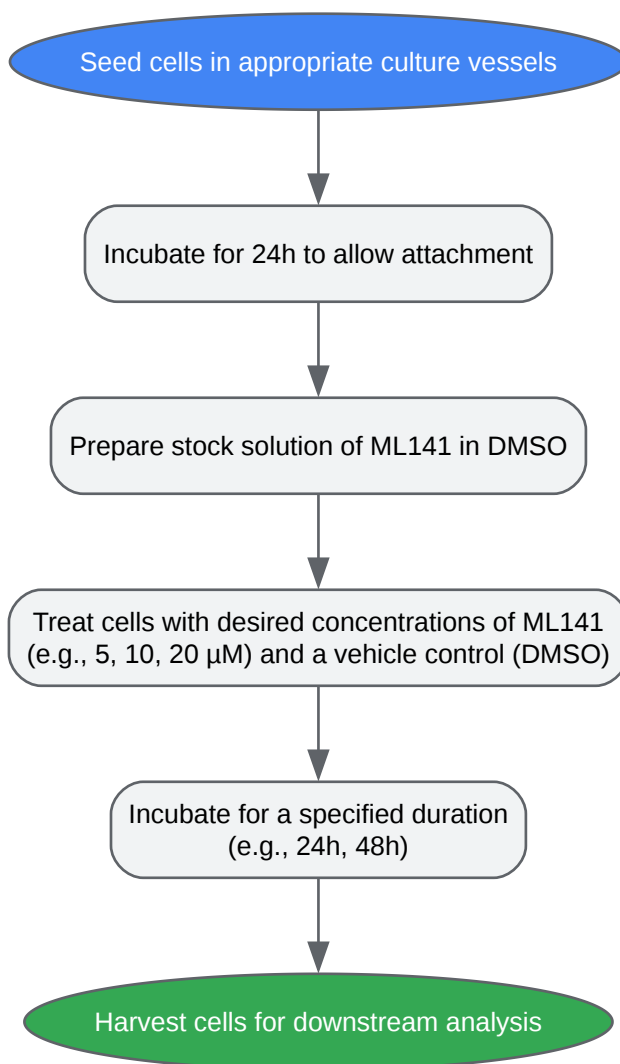 Seed cells in appropriate culture vessels
Incubate for 24h to allow attachment
Prepare stock solution of ML141 in DMSO
Treat cells with desired concentrations of ML141
(e.g., 5, 10, 20 µM) and a vehicle control (DMSO)
Incubate for a specified duration
(e.g., 24h, 48h)
Harvest cells for downstream analysis